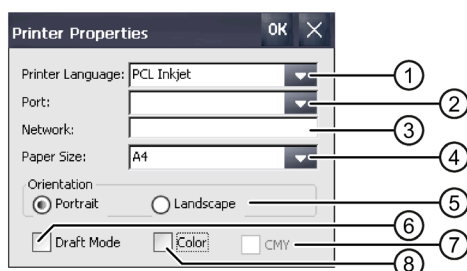 Printer Properties OK
Printer Language: PCL Inkjet 1
Port: 2
Network: 3
Paper Size: A4 4
Orientation
Portrait Landscape 5
6
Draft Mode Color CMY 7
8